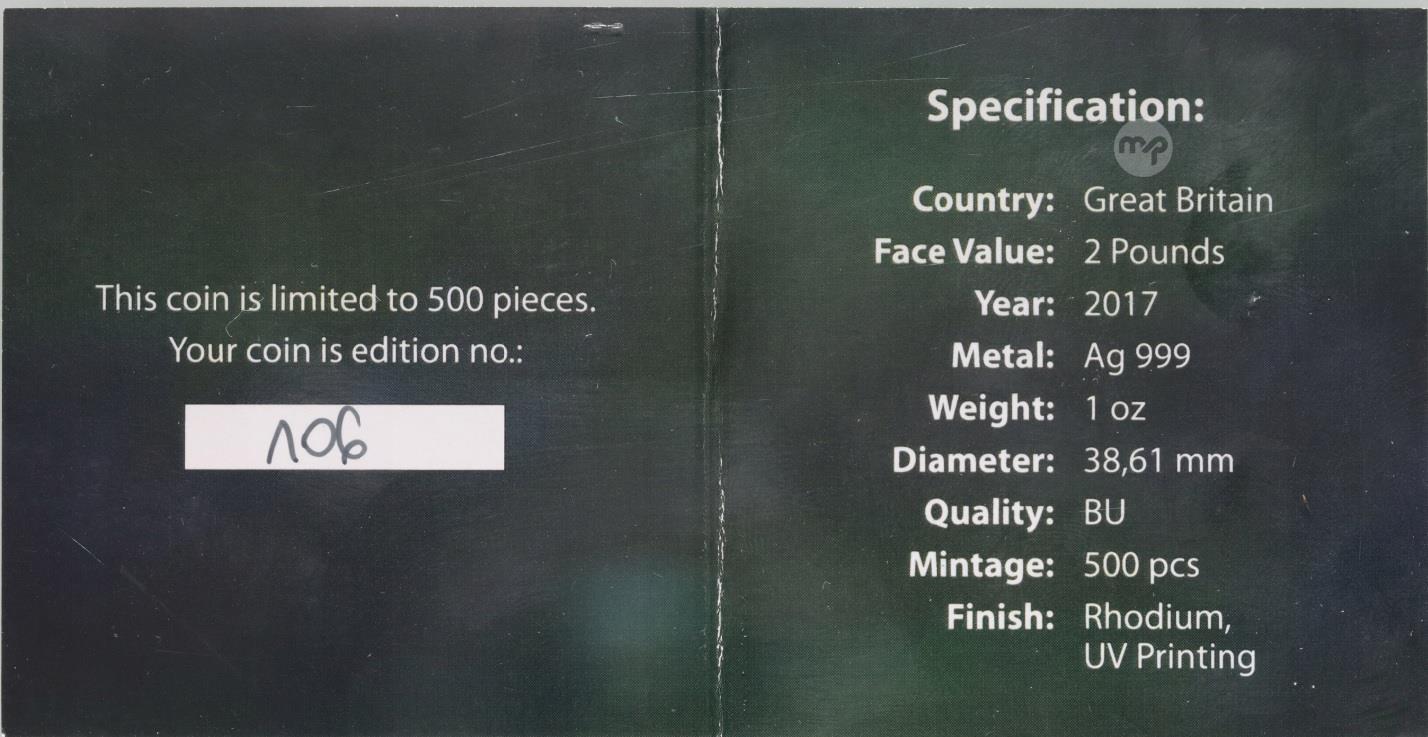 This coin is limited to 500 pieces.
Your coin is edition no.:
106
Specification:
mp
Country: Great Britain
Face Value: 2 Pounds
Year: 2017
Metal: Ag 999
Weight: 1 oz
Diameter: 38,61 mm
Quality: BU
Mintage: 500 pcs
Finish: Rhodium,
UV Printing